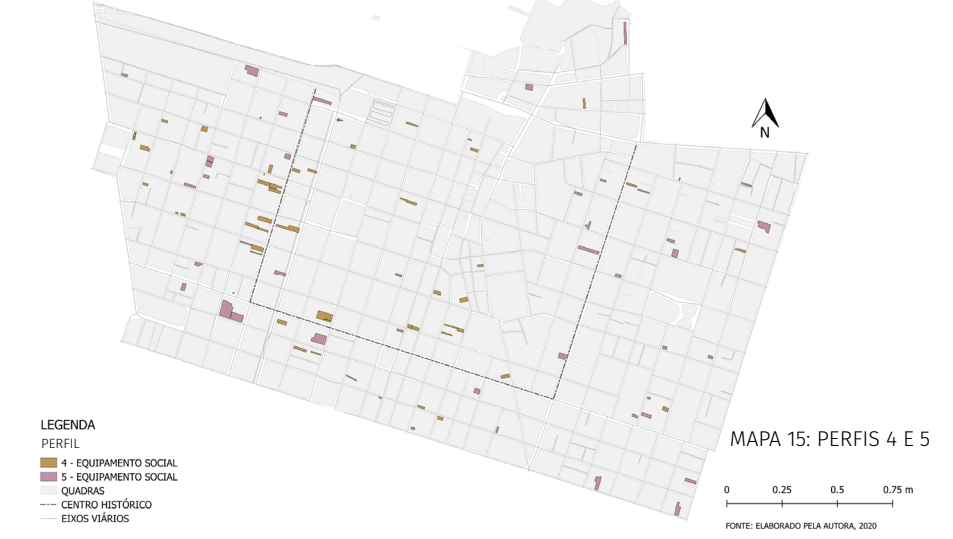 N
LEGENDA
PERFIL
4 - EQUIPAMENTO SOCIAL
5 - EQUIPAMENTO SOCIAL
QUADRAS
CENTRO HISTÓRICO
EIXOS VIÁRIOS
MAPA 15: PERFIS 4 E 5
0 0.25 0.5 0.75 m
FONTE: ELABORADO PELA AUTORA, 2020